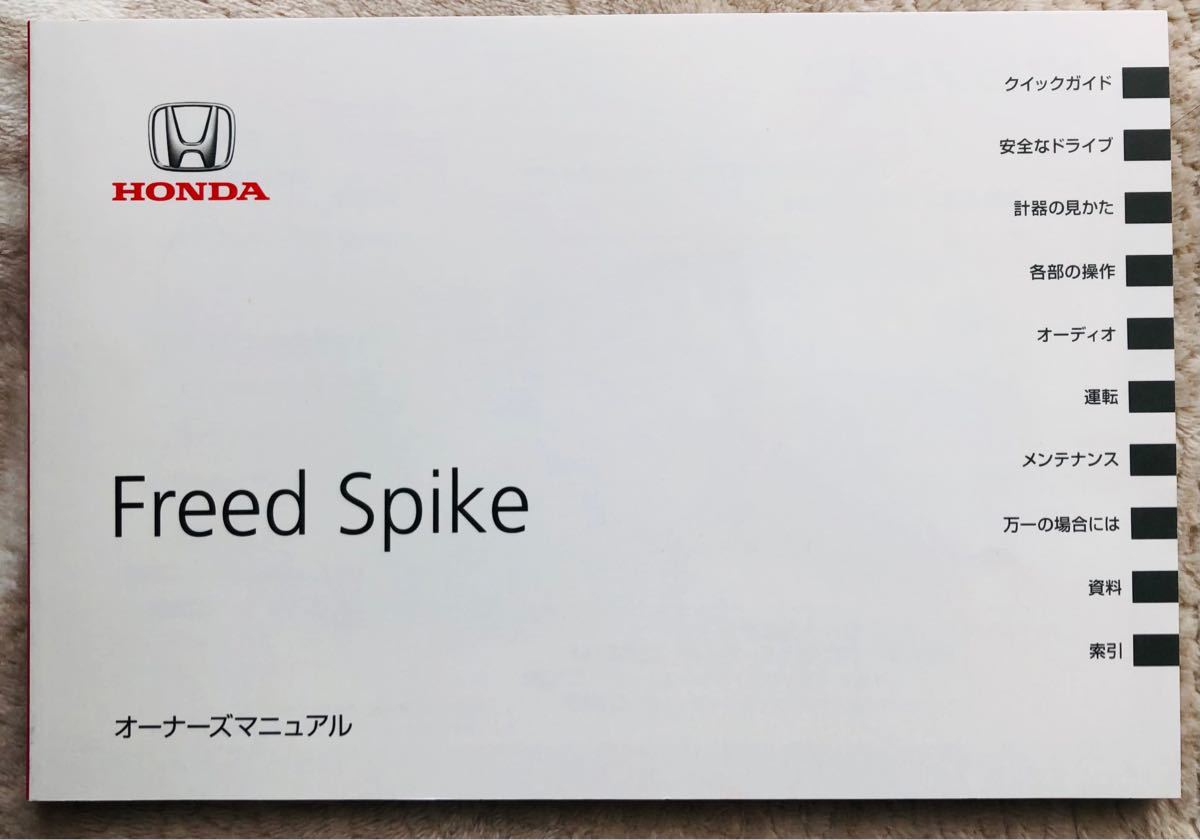 HONDA
Freed Spike
オーナーズマニュアル
クイックガイド
安全なドライブ
計器の見かた
各部の操作
オーディオ
運転
メンテナンス
万一の場合には
資料
索引